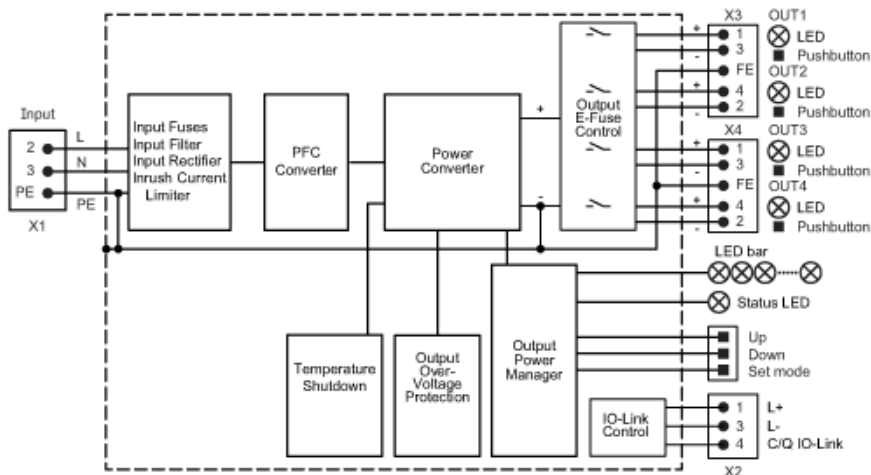 Input
2
L
3
N
PE
PE
X1
Input Fuses
Input Filter
Input Rectifier
Inrush Current
Limiter
PFC
Converter
Power
Converter
+
-
Output
E-Fuse
Control
Temperature
Shutdown
Output
Over-
Voltage
Protection
Output
Power
Manager
IO-Link
Control
X3
OUT1
+
1
LED
-
3
Pushbutton
FE
OUT2
+
4
LED
-
2
Pushbutton
X4
OUT3
+
1
LED
-
3
Pushbutton
FE
OUT4
+
4
LED
-
2
Pushbutton
LED bar
Status LED
Up
Down
Set mode
1
L+
3
L-
4
C/Q IO-Link
X2